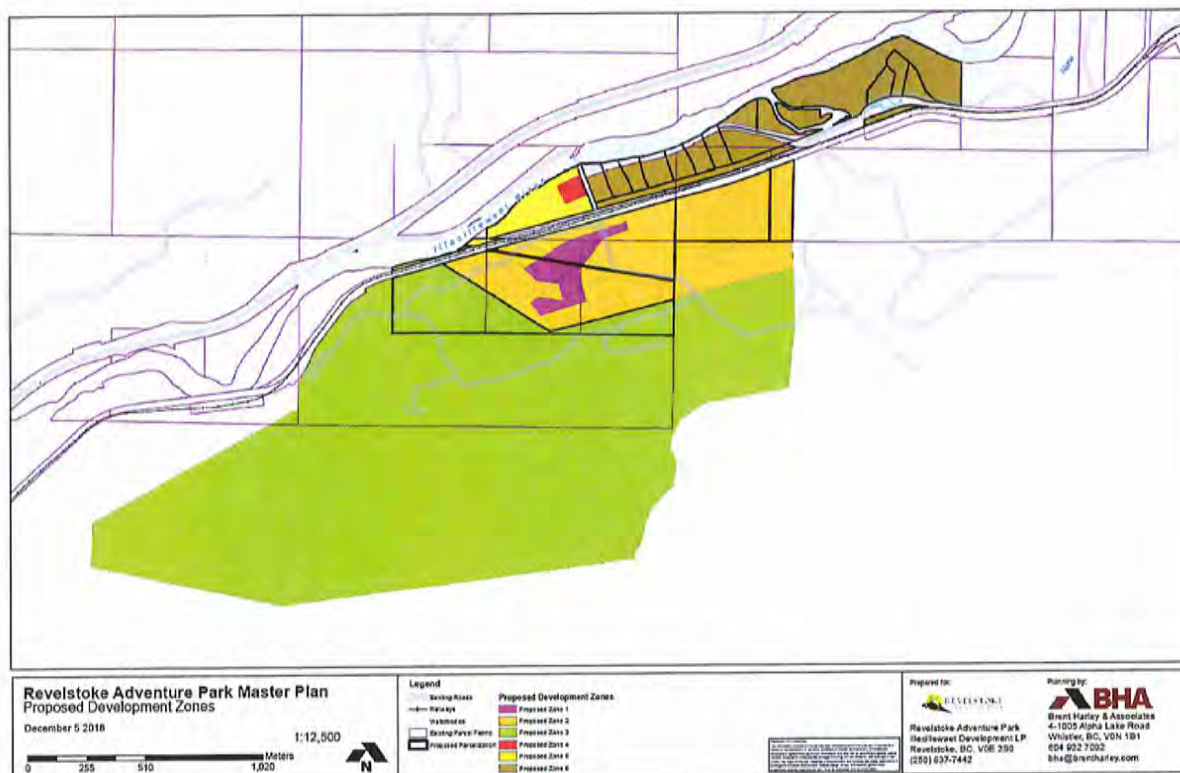 Illecillewaet River
Revelstoke Adventure Park Master Plan
Proposed Development Zones
December 5 2018
1:12,500
Meters
0
255
510
1,020
N
Legend
Existing Roads
Railways
Waterbodies
Existing Parcel Fabric
Proposed Parcelization
Proposed Development Zones
Proposed Zone 1
Proposed Zone 2
Proposed Zone 3
Proposed Zone 4
Proposed Zone 5
Proposed Zone 6
Prepared for:
REVELSTOKE
Revelstoke Adventure Park
Illecillewaet Development LP
Revelstoke, BC, V0E 2S0
(250) 837-7442
Planning by:
BHA
Brent Harley & Associates
4-1005 Alpha Lake Road
Whistler, BC, V0N 1B1
604 932 7002
bha@brentharley.com